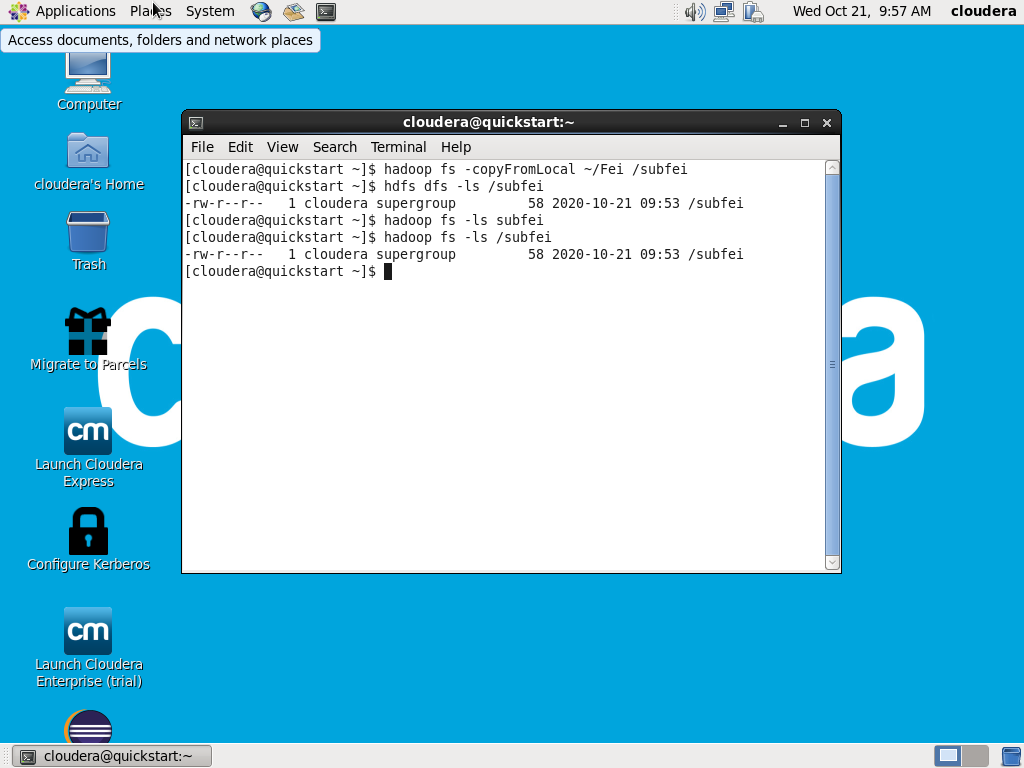 Applications Places System
Wed Oct 21, 9:57 AM cloudera
Access documents, folders and network places
Computer
cloudera's Home
Trash
Migrate to Parcels
cm
Launch Cloudera
Express
Configure Kerberos
cm
Launch Cloudera
Enterprise (trial)
cloudera@quickstart:~
File Edit View Search Terminal Help
[cloudera@quickstart ~]$ hadoop fs -copyFromLocal ~/Fei /subfei
[cloudera@quickstart ~]$ hdfs dfs -ls /subfei
-rw-r--r--   1 cloudera supergroup         58 2020-10-21 09:53 /subfei
[cloudera@quickstart ~]$ hadoop fs -ls subfei
[cloudera@quickstart ~]$ hadoop fs -ls /subfei
-rw-r--r--   1 cloudera supergroup         58 2020-10-21 09:53 /subfei
[cloudera@quickstart ~]$
c a
cloudera@quickstart:~